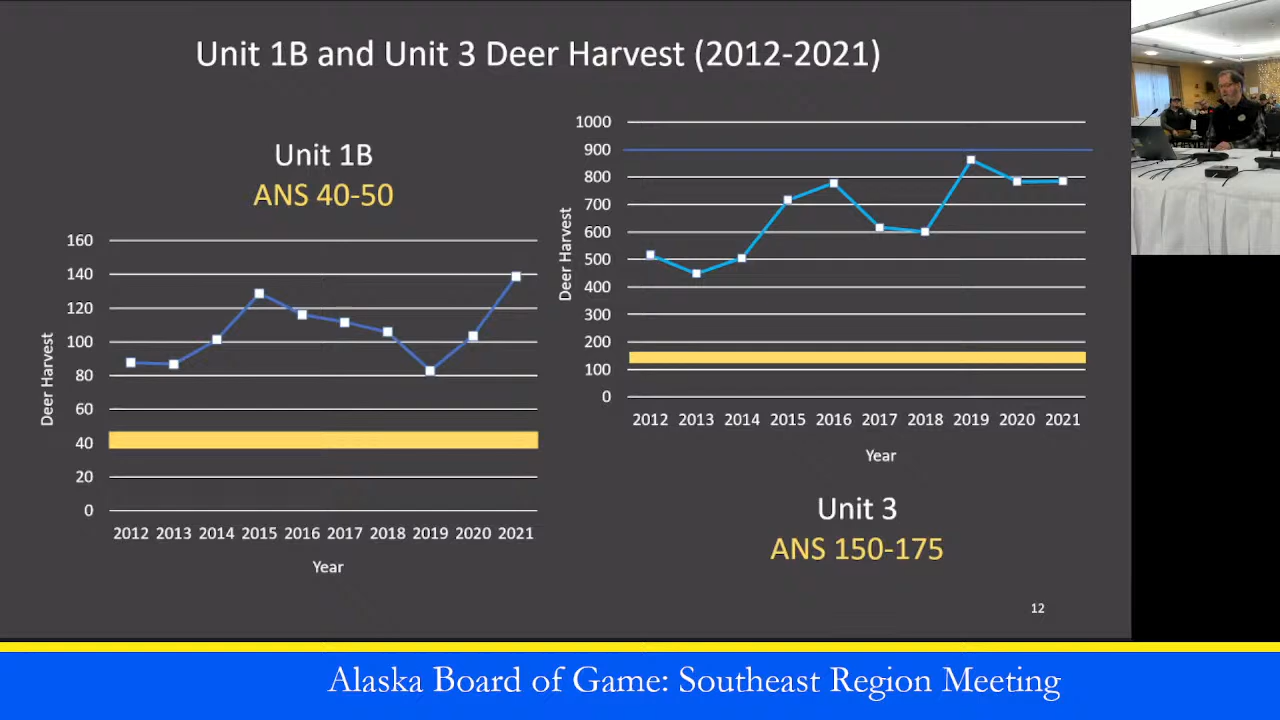 Unit 1B and Unit 3 Deer Harvest (2012-2021)
Unit 1B
ANS 40-50
160
140
120
100
80
60
40
20
0
Deer Harvest
2012 2013 2014 2015 2016 2017 2018 2019 2020 2021
Year
1000
900
800
700
600
500
400
300
200
100
0
Deer Harvest
2012 2013 2014 2015 2016 2017 2018 2019 2020 2021
Year
Unit 3
ANS 150-175
12
Alaska Board of Game: Southeast Region Meeting